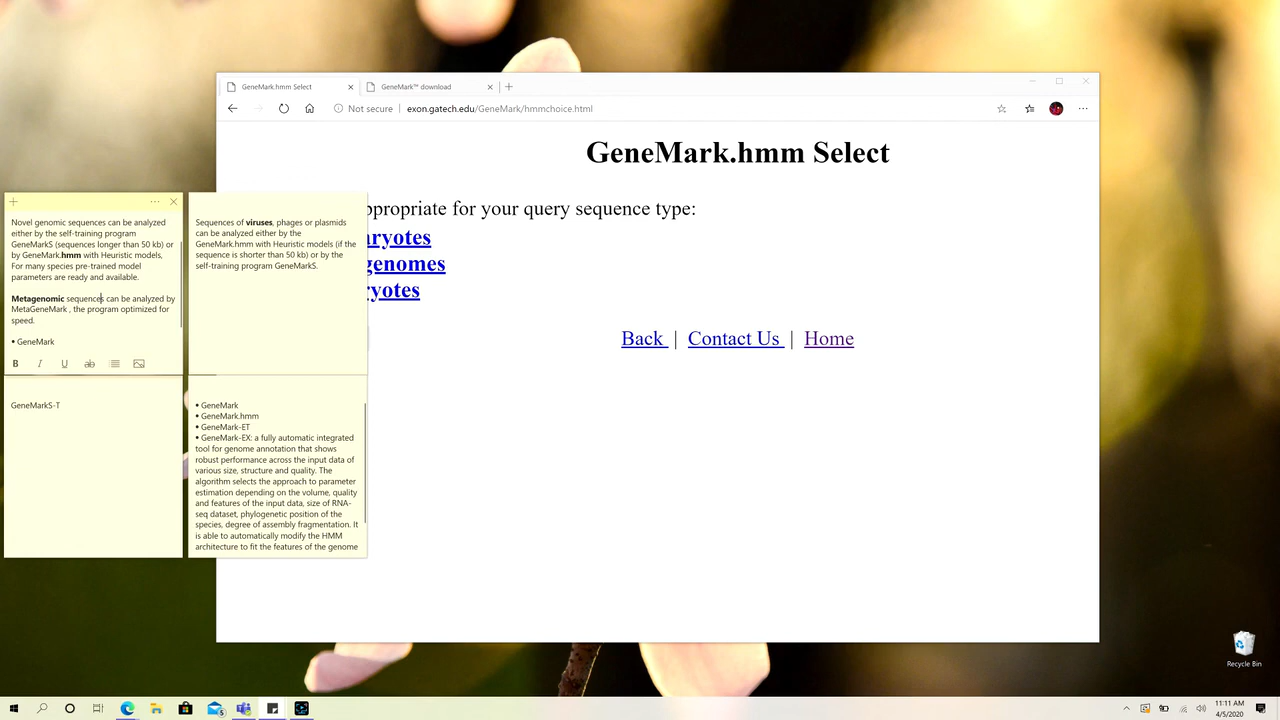 GeneMark.hmm Select
GeneMark™ download
Not secure
exon.gatech.edu/GeneMark/hmmchoice.html
GeneMark.hmm Select
ppropriate for your query sequence type:
aryotes
genomes
ryotes
Back | Contact Us | Home
Novel genomic sequences can be analyzed
either by the self-training program
GeneMarkS (sequences longer than 50 kb) or
by GeneMark.hmm with Heuristic models,
For many species pre-trained model
parameters are ready and available.
Metagenomic sequences can be analyzed by
MetaGeneMark , the program optimized for
speed.
• GeneMark
B I U ab
Sequences of viruses, phages or plasmids
can be analyzed either by the
GeneMark.hmm with Heuristic models (if the
sequence is shorter than 50 kb) or by the
self-training program GeneMarkS.
GeneMarkS-T
• GeneMark
• GeneMark.hmm
• GeneMark-ET
• GeneMark-EX: a fully automatic integrated
tool for genome annotation that shows
robust performance across the input data of
various size, structure and quality. The
algorithm selects the approach to parameter
estimation depending on the volume, quality
and features of the input data, size of RNA-
seq dataset, phylogenetic position of the
species, degree of assembly fragmentation. It
is able to automatically modify the HMM
architecture to fit the features of the genome
Recycle Bin
11:11 AM
4/5/2020